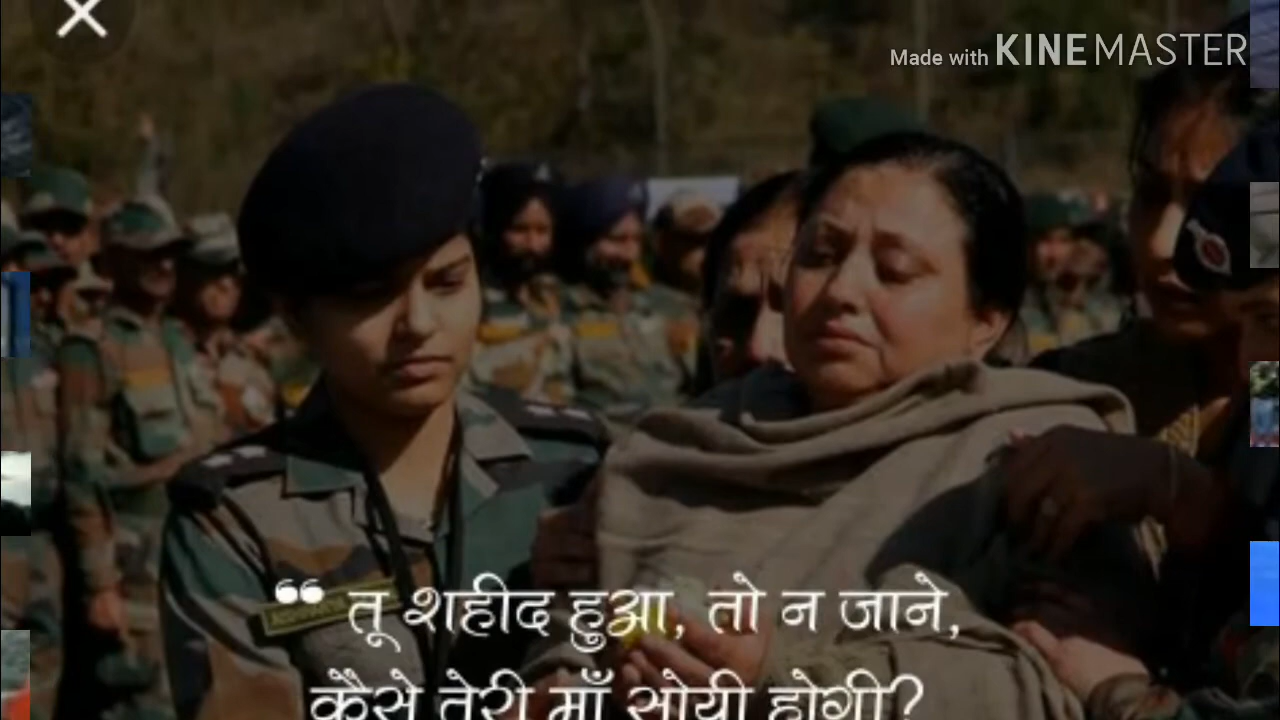 Made with KINEMASTER
❝ तू शहीद हुआ, तो न जाने,
कैसे तेरी माँ सोयी होगी?